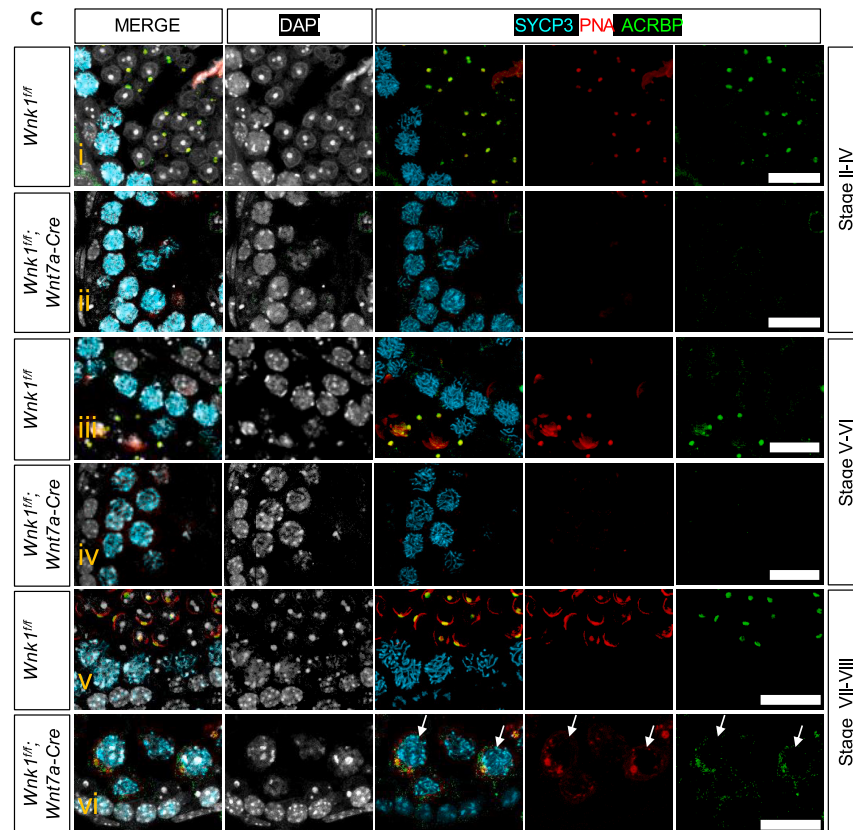 C
MERGE
DAPI
SYCP3 PNA ACRBP
Wnk1f/f
i
Stage II-IV
Wnk1f/f;
Wnt7a-Cre
ii
Wnk1f/f
iii
Stage V-VI
Wnk1f/f;
Wnt7a-Cre
iv
Wnk1f/f
v
Stage VII-VIII
Wnk1f/f;
Wnt7a-Cre
vi